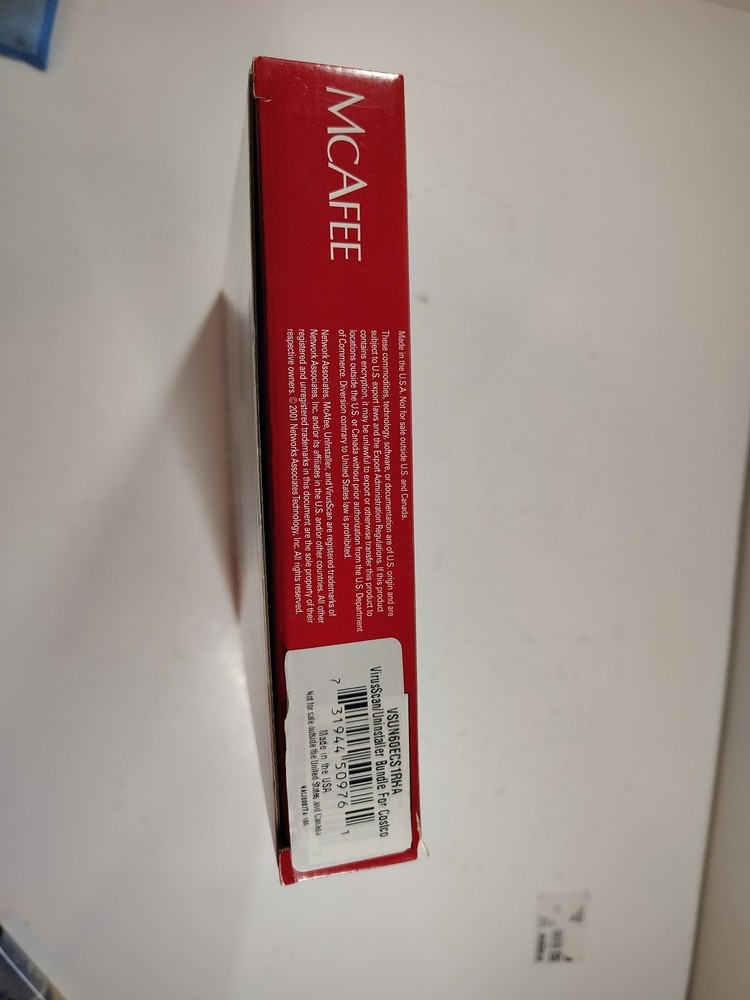 MCAFEE
Made in the U.S.A. Not for sale outside U.S. and Canada.
These commodities, technology, software, or documentation are of U.S. origin and are
subject to U.S. export laws and the Export Administration Regulations. If this product
contains encryption, it may be unlawful to export or otherwise transfer this product to
locations outside the U.S. or Canada without prior authorization from the U.S. Department
of Commerce. Diversion contrary to United States law is prohibited.
Network Associates, McAfee, UnInstaller, and VirusScan are registered trademarks of
Network Associates, Inc. and/or its affiliates in the U.S. and/or other countries. All other
registered and unregistered trademarks in this document are the sole property of their
respective owners. © 2001 Networks Associates Technology, Inc. All rights reserved.
VSUN60ECS1RHA
VirusScan/Uninstaller Bundle For Costco
7 31944 50976 1
Made in the USA
Not for sale outside the United States and Canada